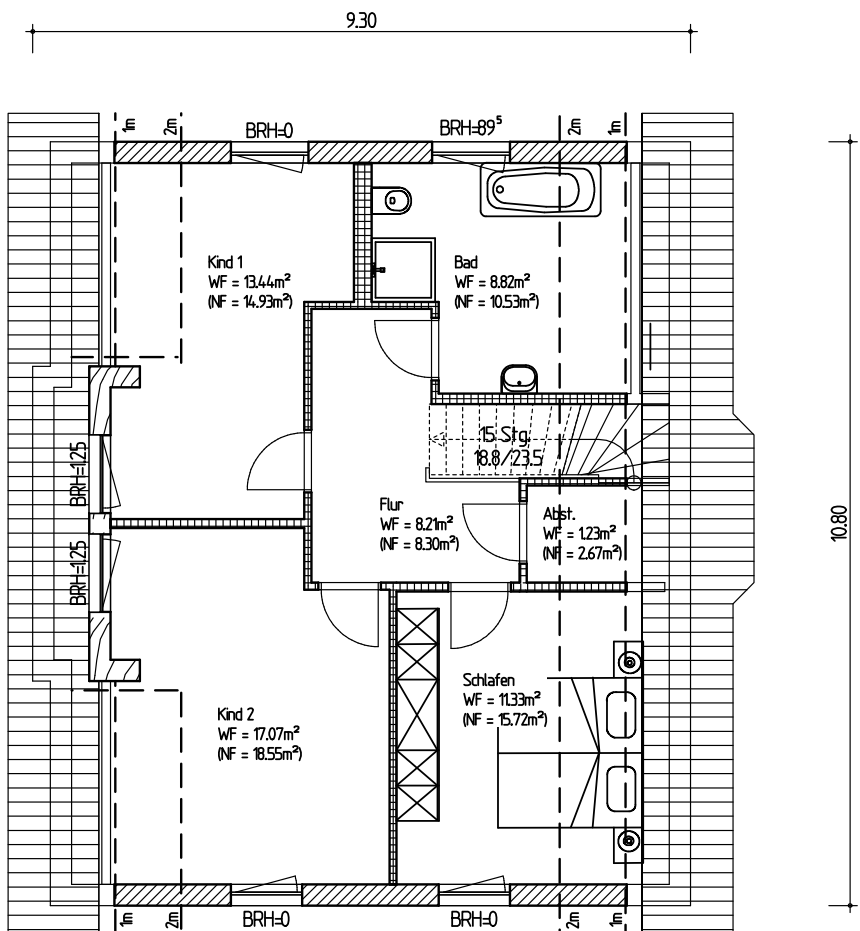 9.30
1m
2m
BRH=0
BRH=89⁵
2m
1m
Kind 1
WF = 13.44m²
(NF = 14.93m²)
Bad
WF = 8.82m²
(NF = 10.53m²)
BRH=1.25
15 Stg.
18.8/23.5
Flur
WF = 8.21m²
(NF = 8.30m²)
Abst.
WF = 1.23m²
(NF = 2.67m²)
10.80
BRH=1.25
Schlafen
WF = 11.33m²
(NF = 15.72m²)
Kind 2
WF = 17.07m²
(NF = 18.55m²)
1m
2m
BRH=0
BRH=0
2m
1m